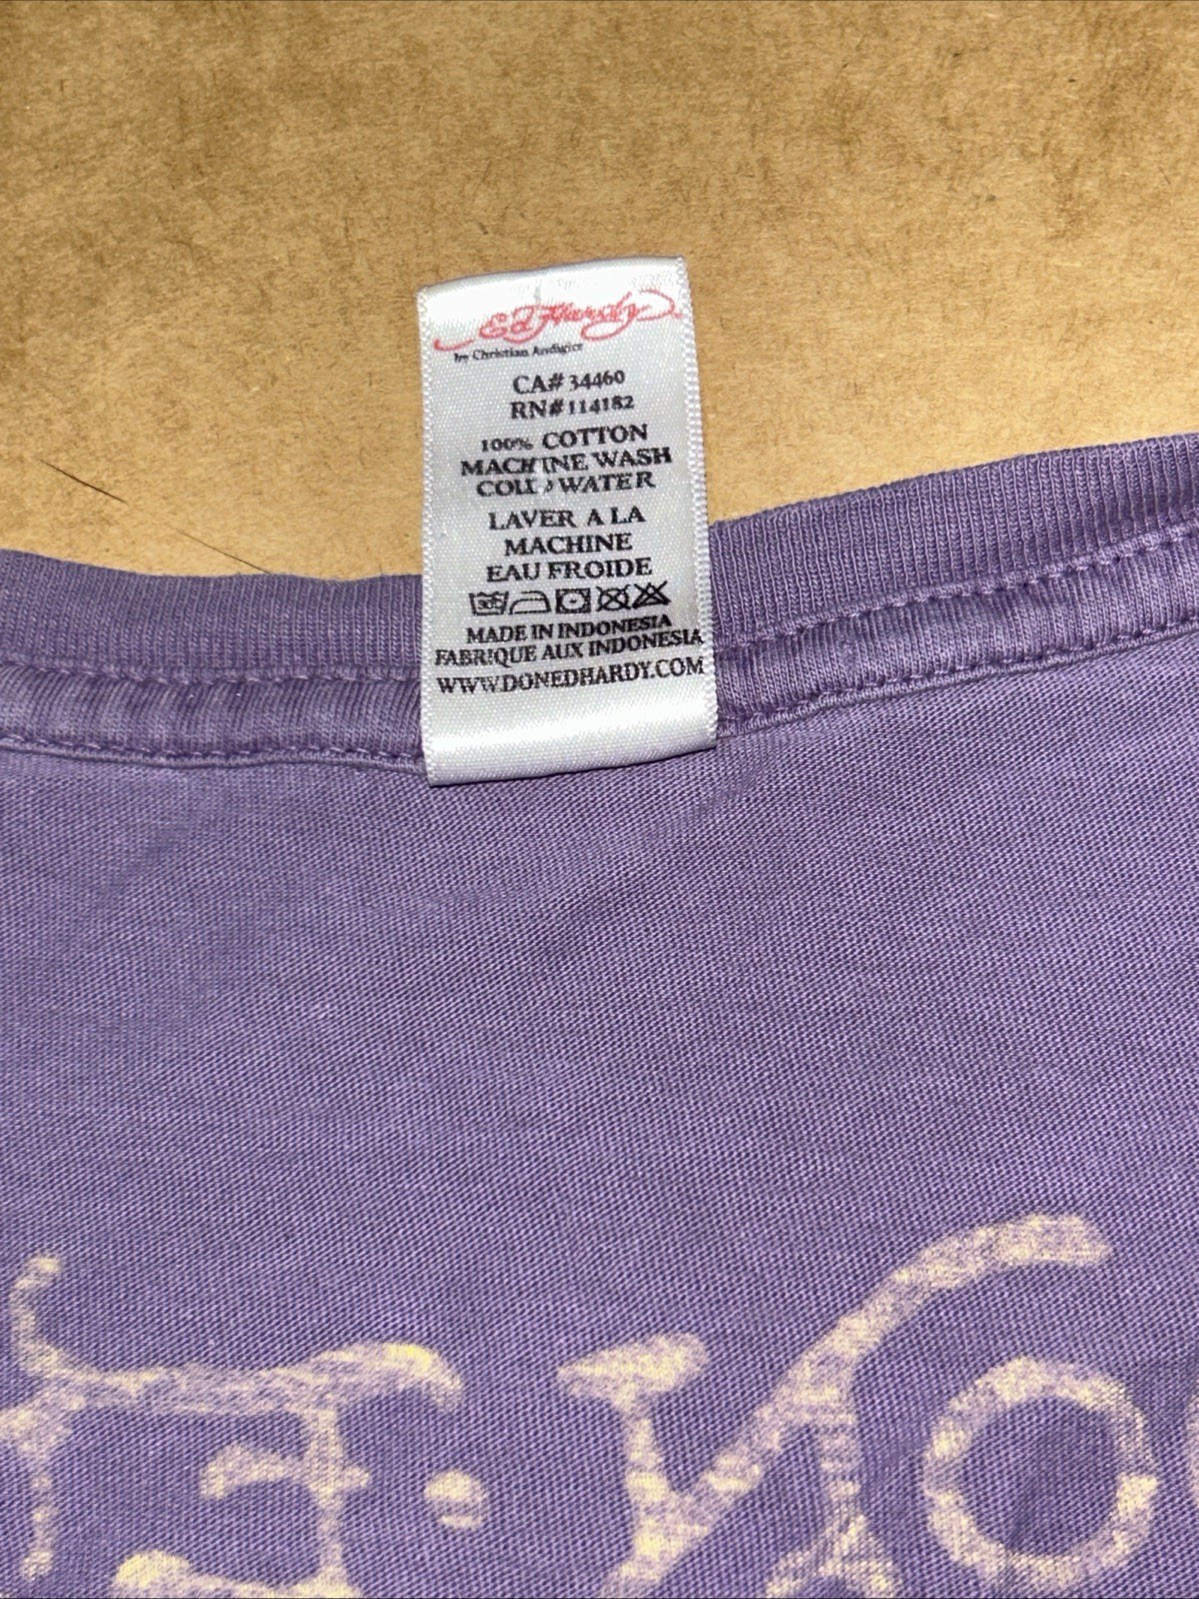 Ed Hardy
by Christian Audigier
CA# 34460
RN# 114182
100% COTTON
MACHINE WASH
COLD WATER
LAVER A LA
MACHINE
EAU FROIDE
30
MADE IN INDONESIA
FABRIQUE AUX INDONESIA
WWW.DONEDHARDY.COM